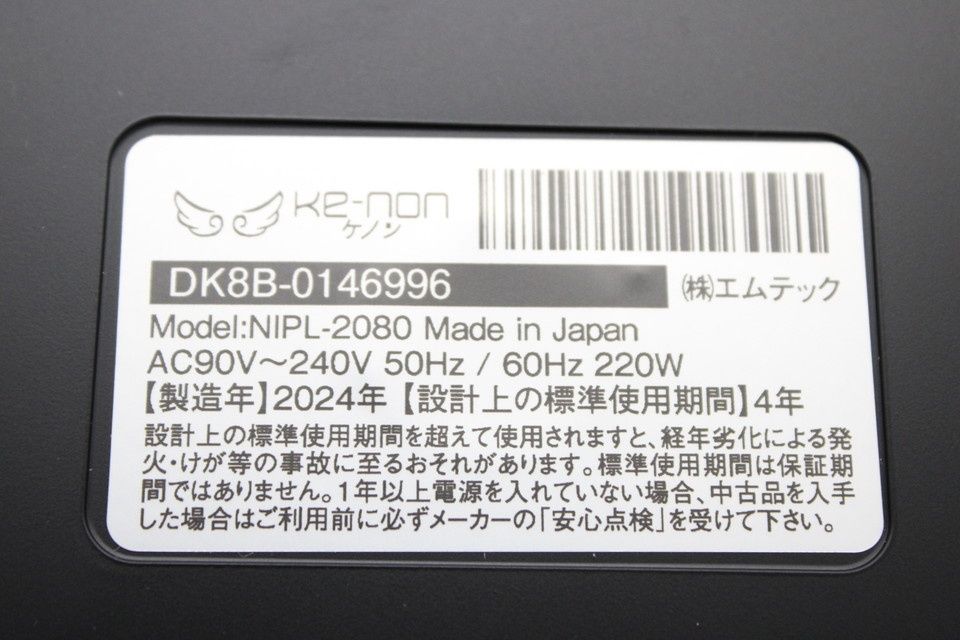 ke-non
ケノン
DK8B-0146996
(株)エムテック
Model:NIPL-2080 Made in Japan
AC90V～240V 50Hz / 60Hz 220W
【製造年】2024年【設計上の標準使用期間】4年
設計上の標準使用期間を超えて使用されますと、経年劣化による発
火・けが等の事故に至るおそれがあります。標準使用期間は保証期
間ではありません。1年以上電源を入れていない場合、中古品を入手
した場合はご利用前に必ずメーカーの「安心点検」を受けて下さい。